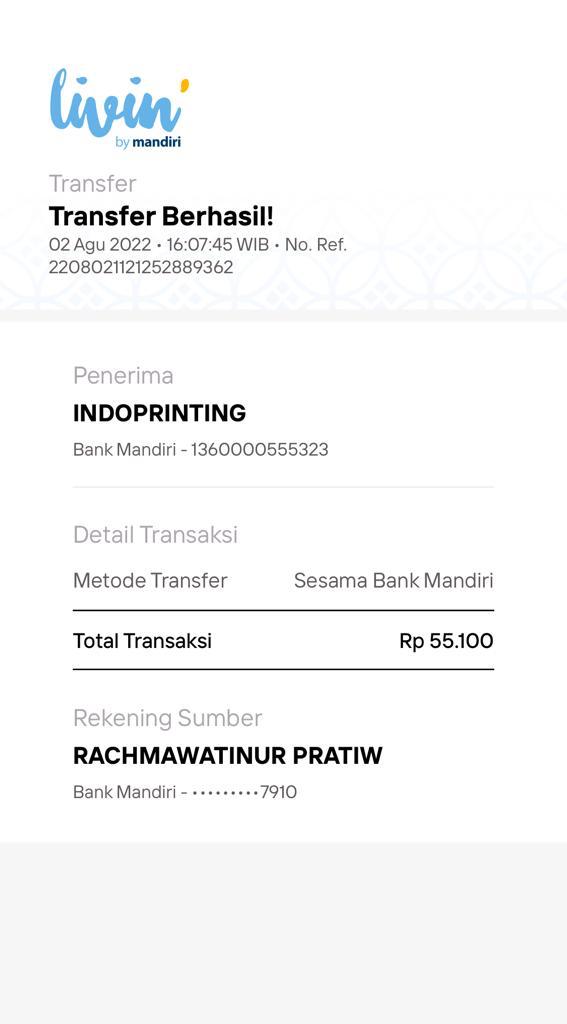 livin'
by mandiri
Transfer
Transfer Berhasil!
02 Agu 2022 • 16:07:45 WIB • No. Ref.
2208021121252889362
Penerima
INDOPRINTING
Bank Mandiri - 1360000555323
Detail Transaksi
Metode Transfer Sesama Bank Mandiri
Total Transaksi Rp 55.100
Rekening Sumber
RACHMAWATINUR PRATIW
Bank Mandiri - •••••••••7910